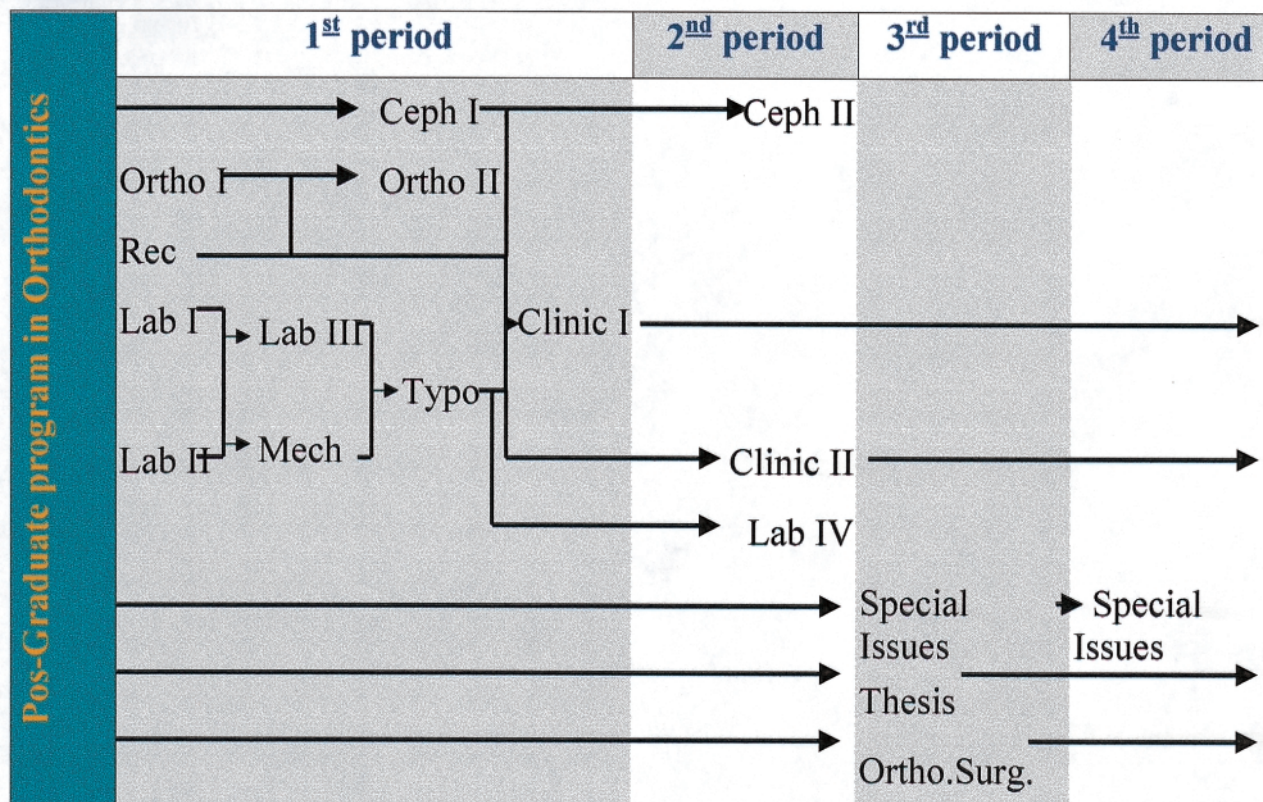 Pos-Graduate program in Orthodontics
1st period
2nd period
3rd period
4th period
Ceph I
Ceph II
Ortho I
Ortho II
Rec
Lab I
Lab III
Clinic I
Typo
Lab II
Mech
Clinic II
Lab IV
Special
Issues
Special
Issues
Thesis
Ortho.Surg.